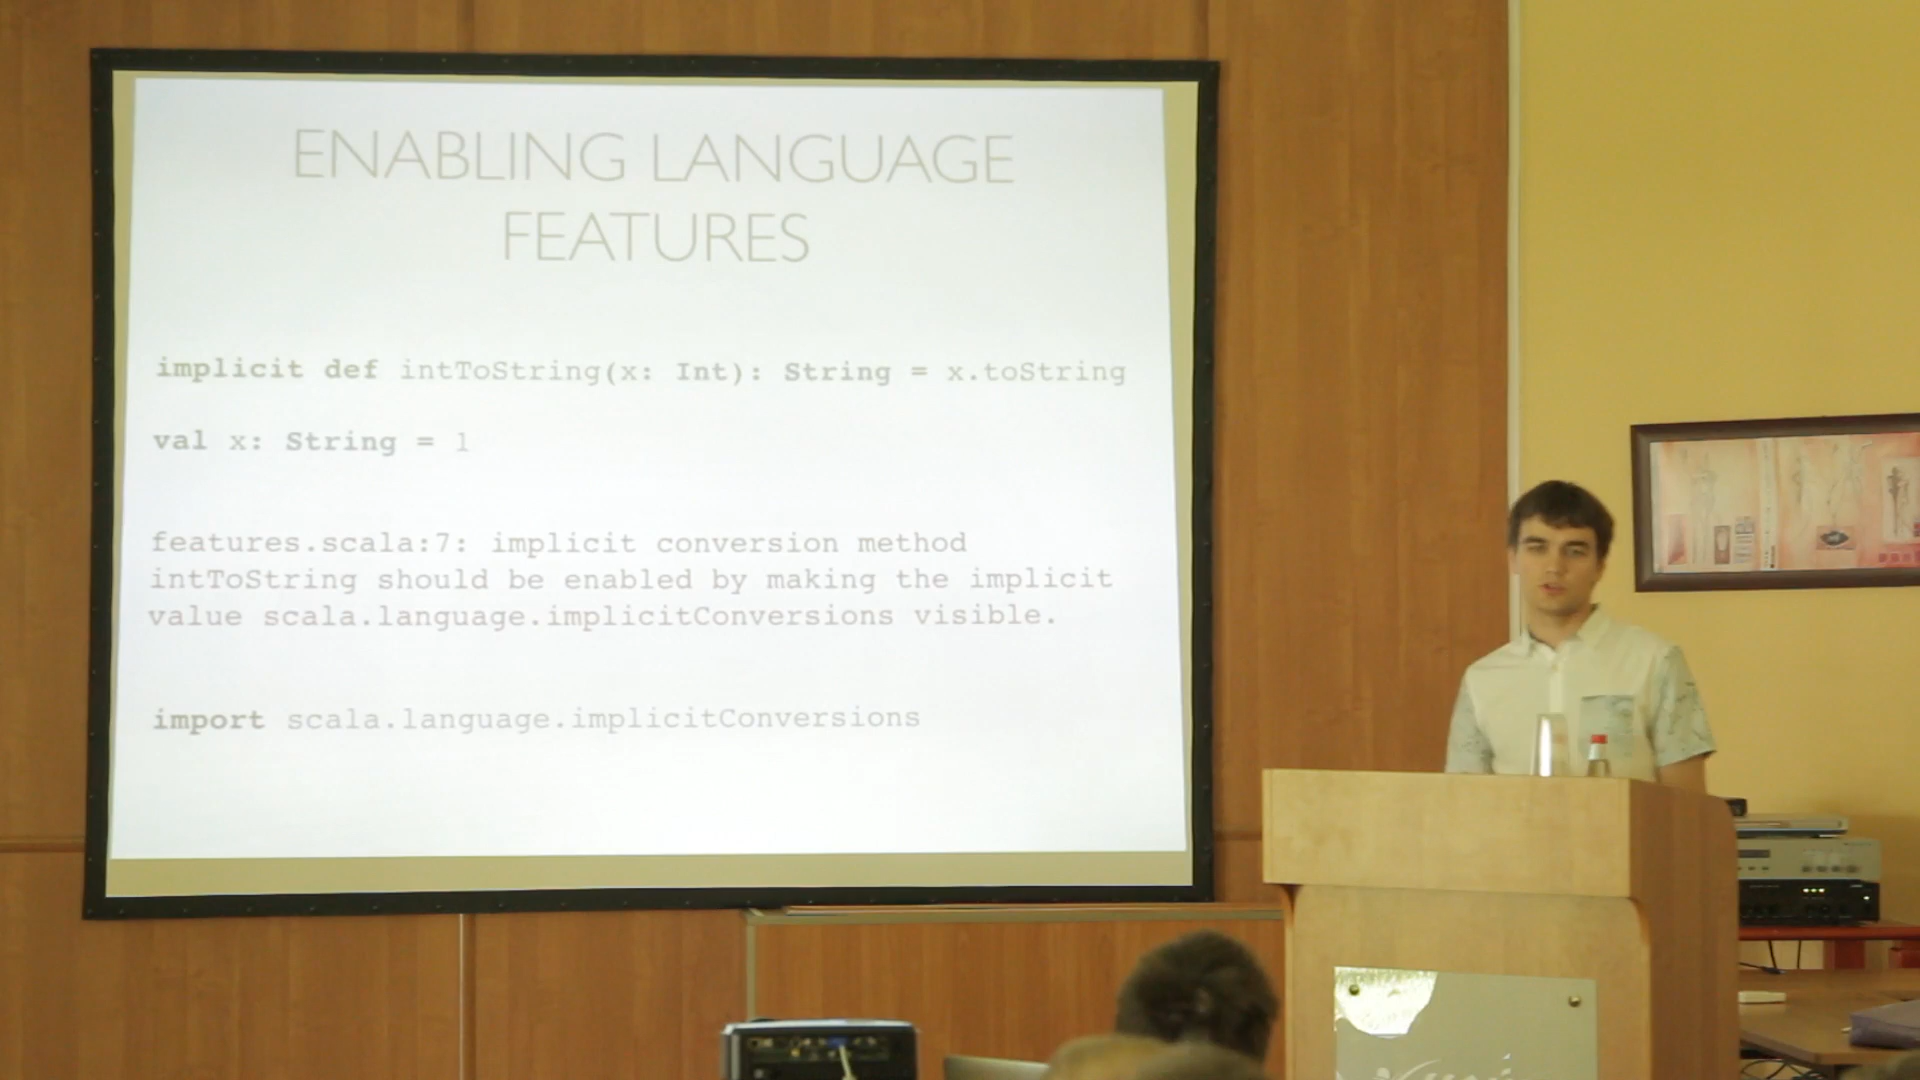 ENABLING LANGUAGE
FEATURES
implicit def intToString(x: Int): String = x.toString
val x: String = 1
features.scala:7: implicit conversion method
intToString should be enabled by making the implicit
value scala.language.implicitConversions visible.
import scala.language.implicitConversions